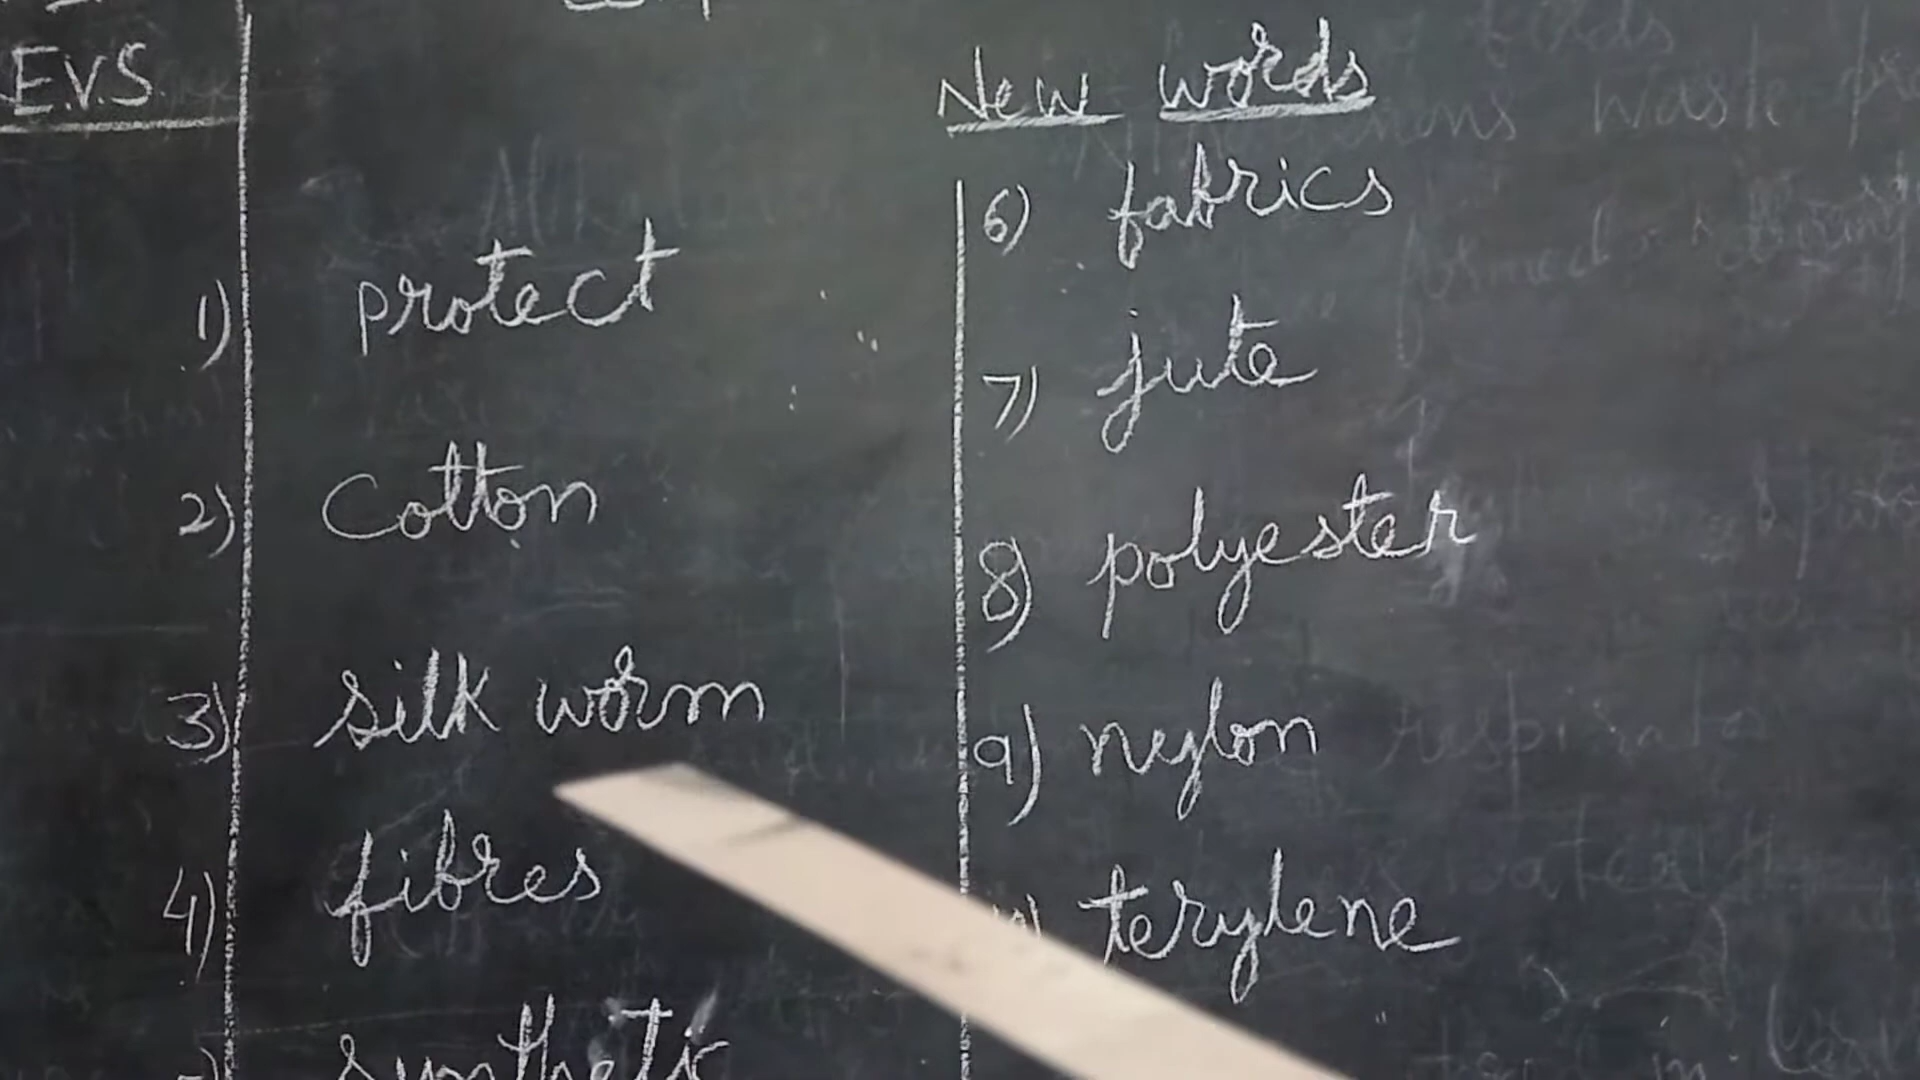 E.V.S.
New words
1) protect
2) Cotton
3) silk worm
4) fibres
synthetic
6) fabrics
7) jute
8) polyester
9) nylon
terylene